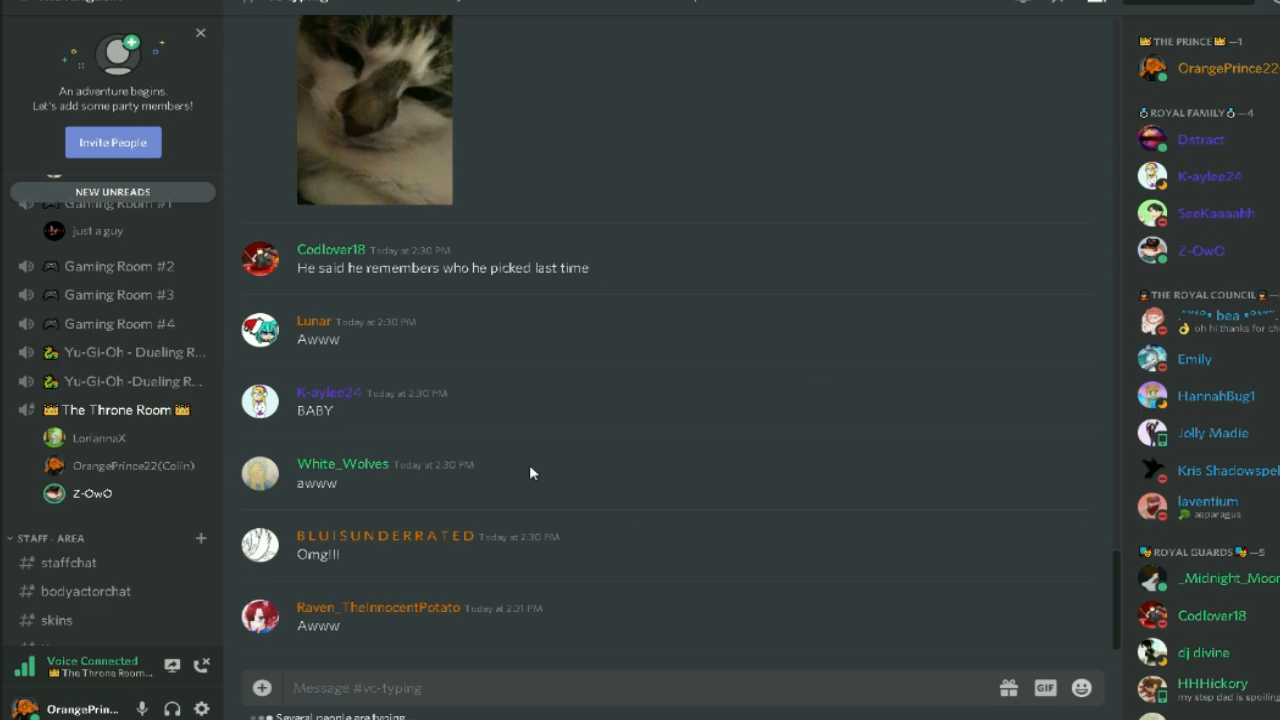 An adventure begins.
Let's add some party members!
Invite People
NEW UNREADS
Gaming Room #1
just a guy
Gaming Room #2
Gaming Room #3
Gaming Room #4
Yu-Gi-Oh - Dueling R...
Yu-Gi-Oh -Dueling R...
The Throne Room
LoriannaX
OrangePrince22(Colin)
Z-OwO
STAFF - AREA
staffchat
bodyactorchat
skins
Voice Connected
The Throne Room...
OrangePrin...
Codlover18 Today at 2:30 PM
He said he remembers who he picked last time
Lunar Today at 2:30 PM
Awww
K-aylee24 Today at 2:30 PM
BABY
White_Wolves Today at 2:30 PM
awww
B L U I S U N D E R R A T E D Today at 2:30 PM
Omg!!!
Raven_TheInnocentPotato Today at 2:31 PM
Awww
Message #vc-typing
GIF
Several people are typing...
THE PRINCE —1
OrangePrince22
ROYAL FAMILY —4
Dstract
K-aylee24
SeeKaaaahh
Z-OwO
THE ROYAL COUNCIL —
bea
oh hi thanks for ch
Emily
HannahBug1
Jolly Madie
Kris Shadowspel
laventium
asparagus
ROYAL GUARDS —5
_Midnight_Moon
Codlover18
dj divine
HHHickory
my step dad is spoiling